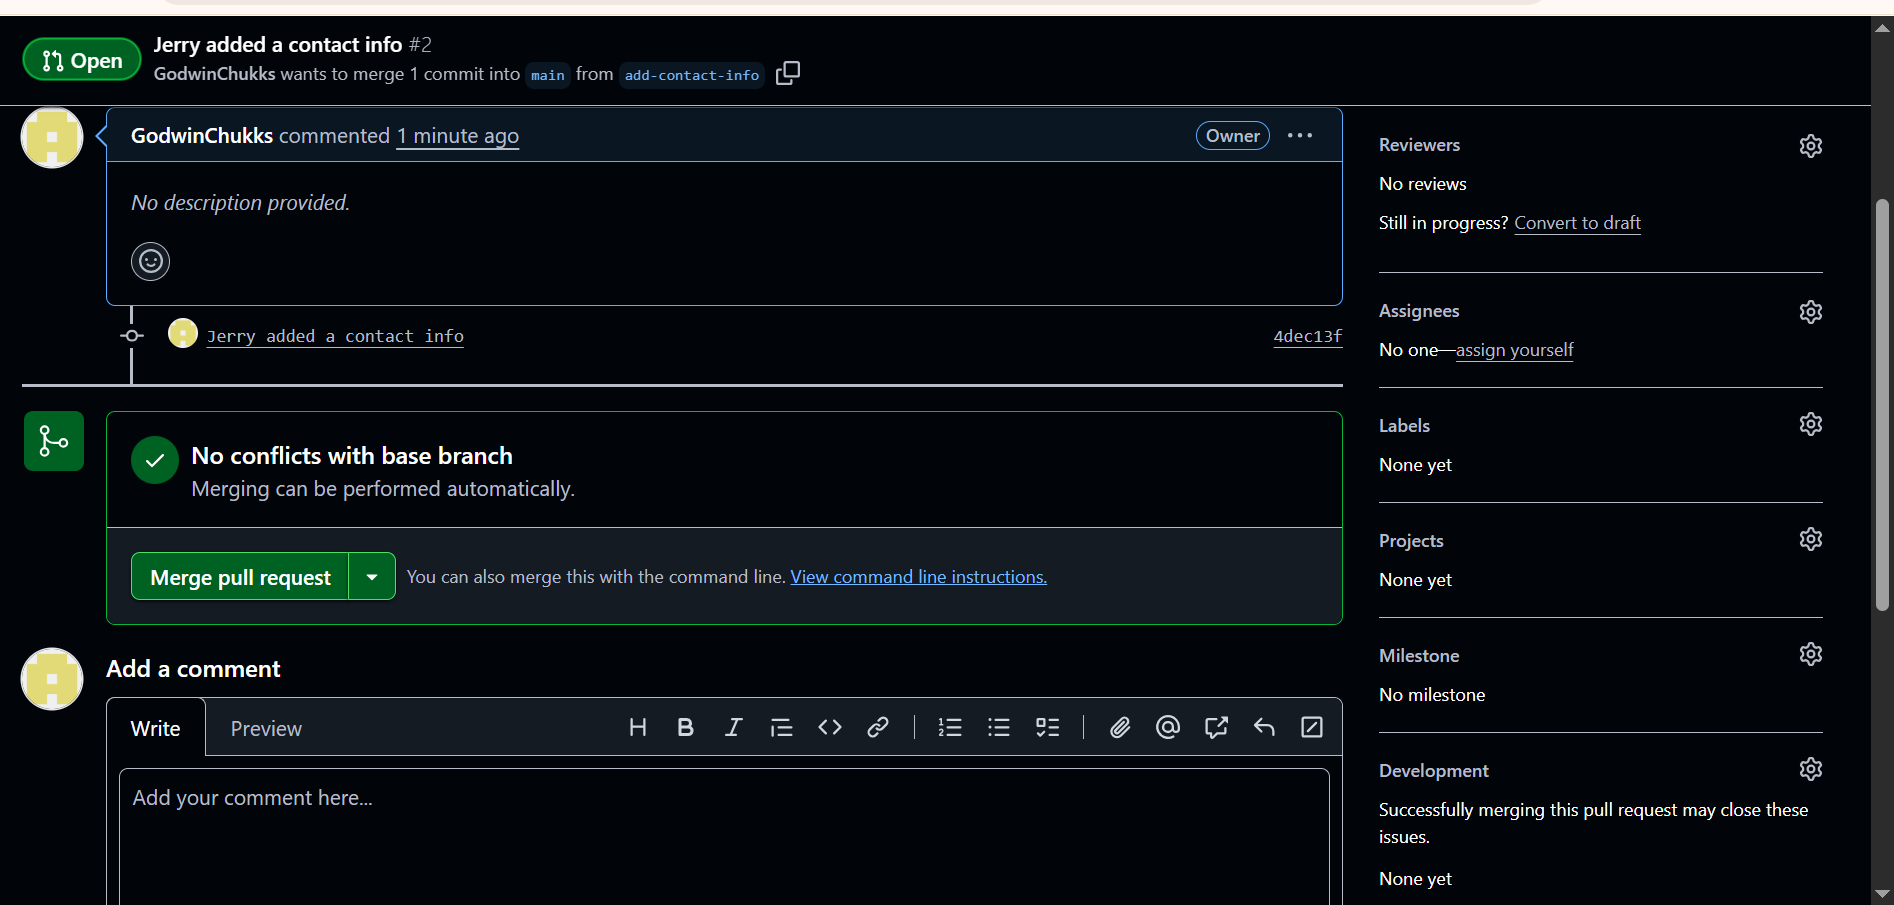 Open
Jerry added a contact info #2
GodwinChukks wants to merge 1 commit into main from add-contact-info
GodwinChukks commented 1 minute ago
Owner
No description provided.
Jerry added a contact info
4dec13f
No conflicts with base branch
Merging can be performed automatically.
Merge pull request
You can also merge this with the command line. View command line instructions.
Add a comment
Write
Preview
Add your comment here...
Reviewers
No reviews
Still in progress? Convert to draft
Assignees
No one—assign yourself
Labels
None yet
Projects
None yet
Milestone
No milestone
Development
Successfully merging this pull request may close these
issues.
None yet